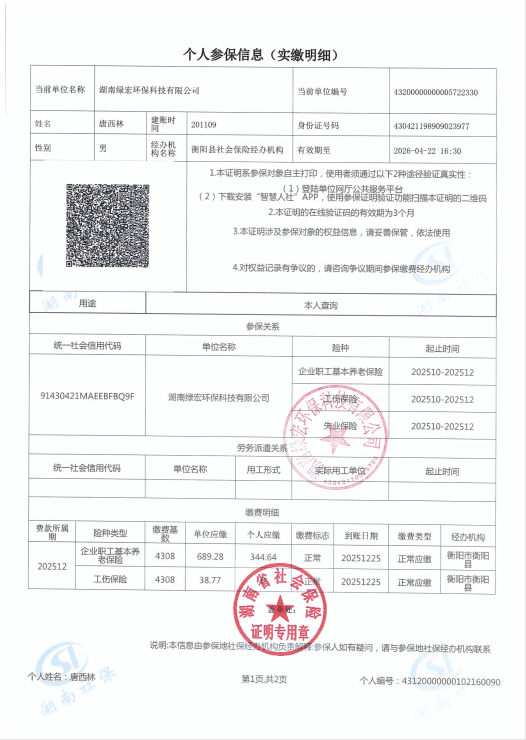 个人参保信息（实缴明细）
当前单位名称 湖南绿宏环保科技有限公司 当前单位编号 43200000000005722330
姓名 唐西林 建账时间 201109 身份证号码 430421198909023977
性别 男 经办机构名称 衡阳县社会保险经办机构 有效期至 2026-04-22 16:30
1.本证明系参保对象自主打印，使用者须通过以下2种途径验证真实性：
（1）登陆单位网厅公共服务平台
（2）下载安装“智慧人社”APP，使用参保证明验证功能扫描本证明的二维码
2.本证明的在线验证码的有效期为3个月
3.本证明涉及参保对象的权益信息，请妥善保管，依法使用
4.对权益记录有争议的，请咨询争议期间参保缴费经办机构
用途 本人查询
参保关系
统一社会信用代码 单位名称 险种 起止时间
91430421MAEEBFBQ9F 湖南绿宏环保科技有限公司 企业职工基本养老保险 202510-202512
工伤保险 202510-202512
失业保险 202510-202512
劳务派遣关系
统一社会信用代码 单位名称 用工形式 实际用工单位 起止时间
缴费明细
费款所属期 险种类型 缴费基数 单位应缴 个人应缴 缴费标志 到账日期 缴费类型 经办机构
202512 企业职工基本养老保险 4308 689.28 344.64 正常 20251225 正常应缴 衡阳市衡阳县
工伤保险 4308 38.77 正常 20251225 正常应缴 衡阳市衡阳县
湖南省社会保险
证明专用章
说明:本信息由参保地社保经办机构负责解释;参保人如有疑问，请与参保地社保经办机构联系
湖南社保
个人姓名：唐西林 第1页,共2页 个人编号：43120000000102160090